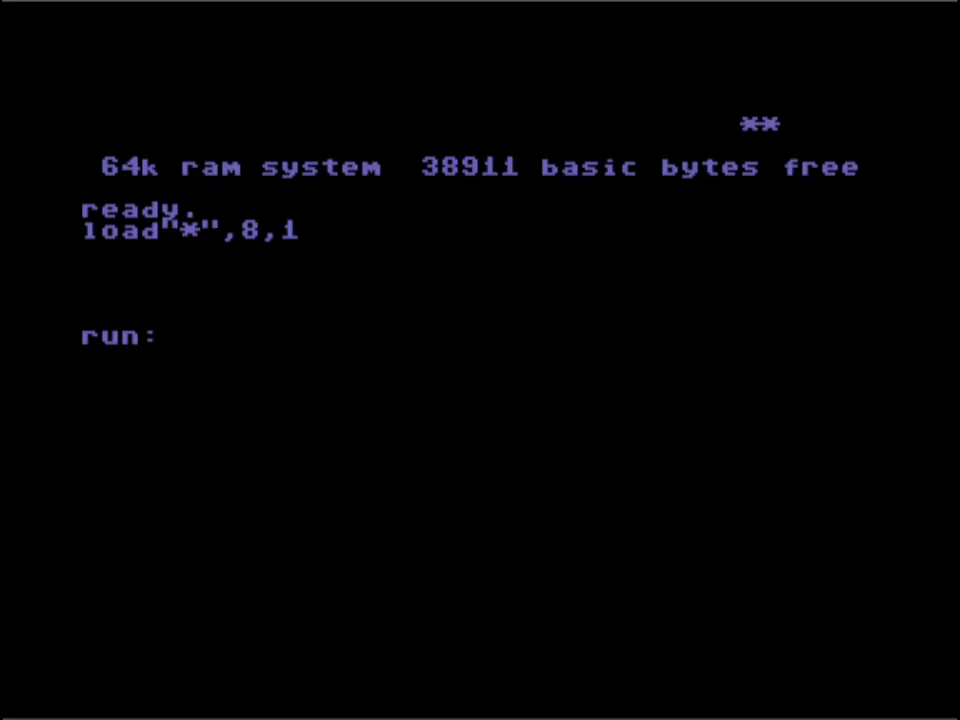 **
64k ram system  38911 basic bytes free
ready.
load"*",8,1
run: